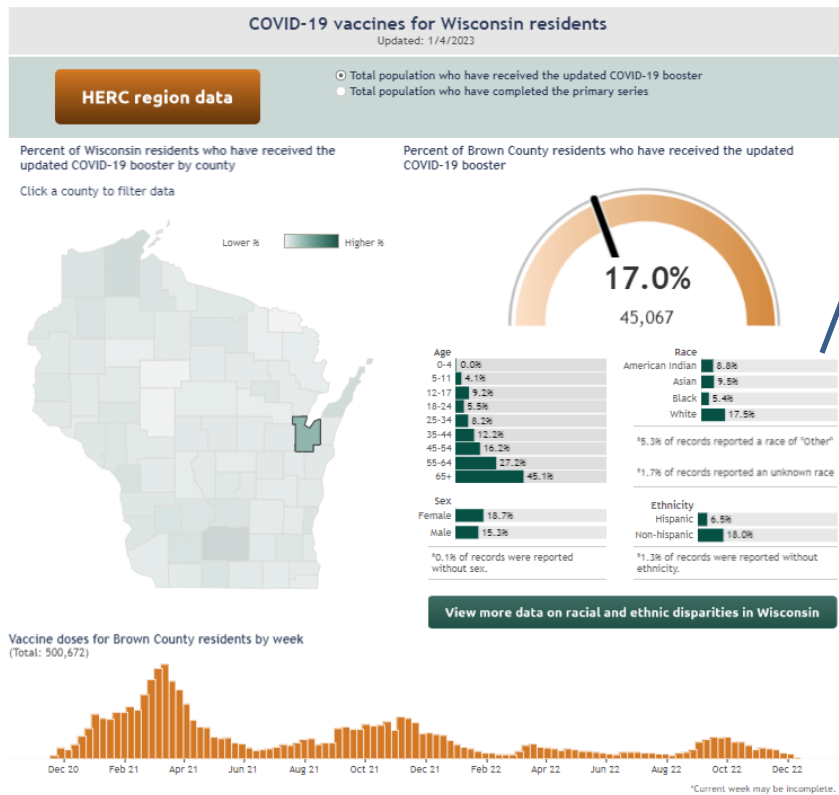 COVID-19 vaccines for Wisconsin residents
Updated: 1/4/2023
HERC region data
Total population who have received the updated COVID-19 booster
Total population who have completed the primary series
Percent of Wisconsin residents who have received the
updated COVID-19 booster by county
Click a county to filter data
Lower %
Higher %
Percent of Brown County residents who have received the updated
COVID-19 booster
17.0%
45,067
Age
0-4 0.0%
5-11 4.1%
12-17 9.2%
18-24 5.5%
25-34 8.2%
35-44 12.2%
45-54 16.2%
55-64 27.2%
65+ 45.1%
Race
American Indian 8.8%
Asian 9.5%
Black 5.4%
White 17.5%
*5.3% of records reported a race of "Other"
*1.7% of records reported an unknown race
Sex
Female 18.7%
Male 15.3%
*0.1% of records were reported
without sex.
Ethnicity
Hispanic 6.5%
Non-hispanic 18.0%
*1.3% of records were reported without
ethnicity.
View more data on racial and ethnic disparities in Wisconsin
Vaccine doses for Brown County residents by week
(Total: 500,672)
Dec 20 Feb 21 Apr 21 Jun 21 Aug 21 Oct 21 Dec 21 Feb 22 Apr 22 Jun 22 Aug 22 Oct 22 Dec 22
*Current week may be incomplete.